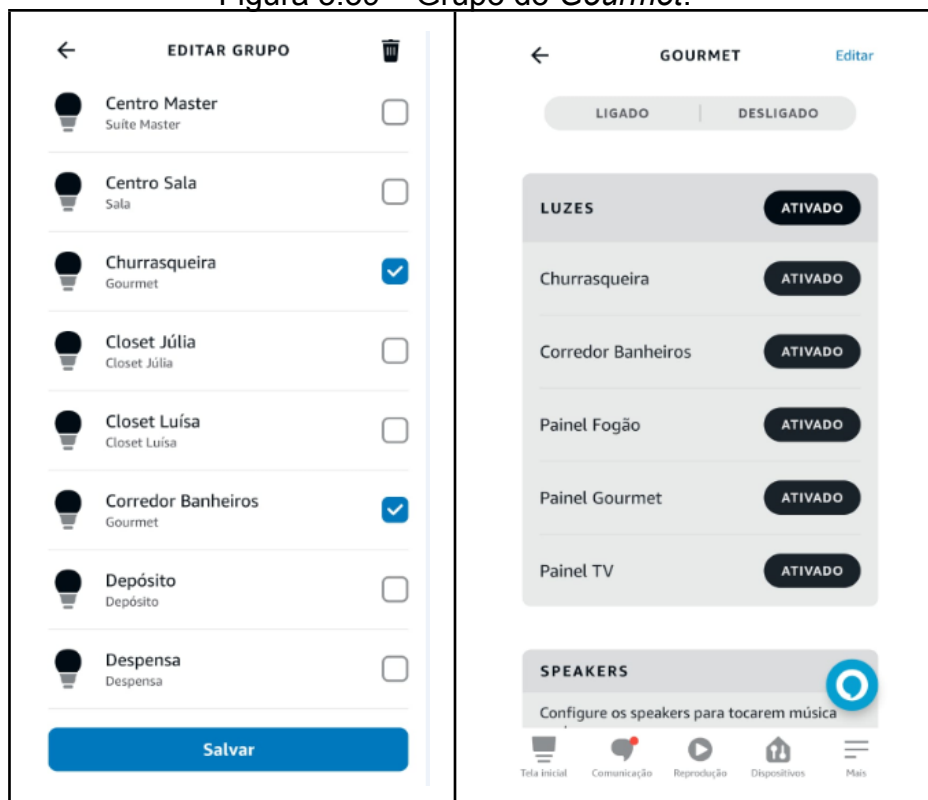 EDITAR GRUPO
Centro Master
Suíte Master
Centro Sala
Sala
Churrasqueira
Gourmet
Closet Júlia
Closet Júlia
Closet Luísa
Closet Luísa
Corredor Banheiros
Gourmet
Depósito
Depósito
Despensa
Despensa
Salvar
GOURMET
Editar
LIGADO | DESLIGADO
LUZES
ATIVADO
Churrasqueira
ATIVADO
Corredor Banheiros
ATIVADO
Painel Fogão
ATIVADO
Painel Gourmet
ATIVADO
Painel TV
ATIVADO
SPEAKERS
Configure os speakers para tocarem música
Tela inicial
Comunicação
Reprodução
Dispositivos
Mais